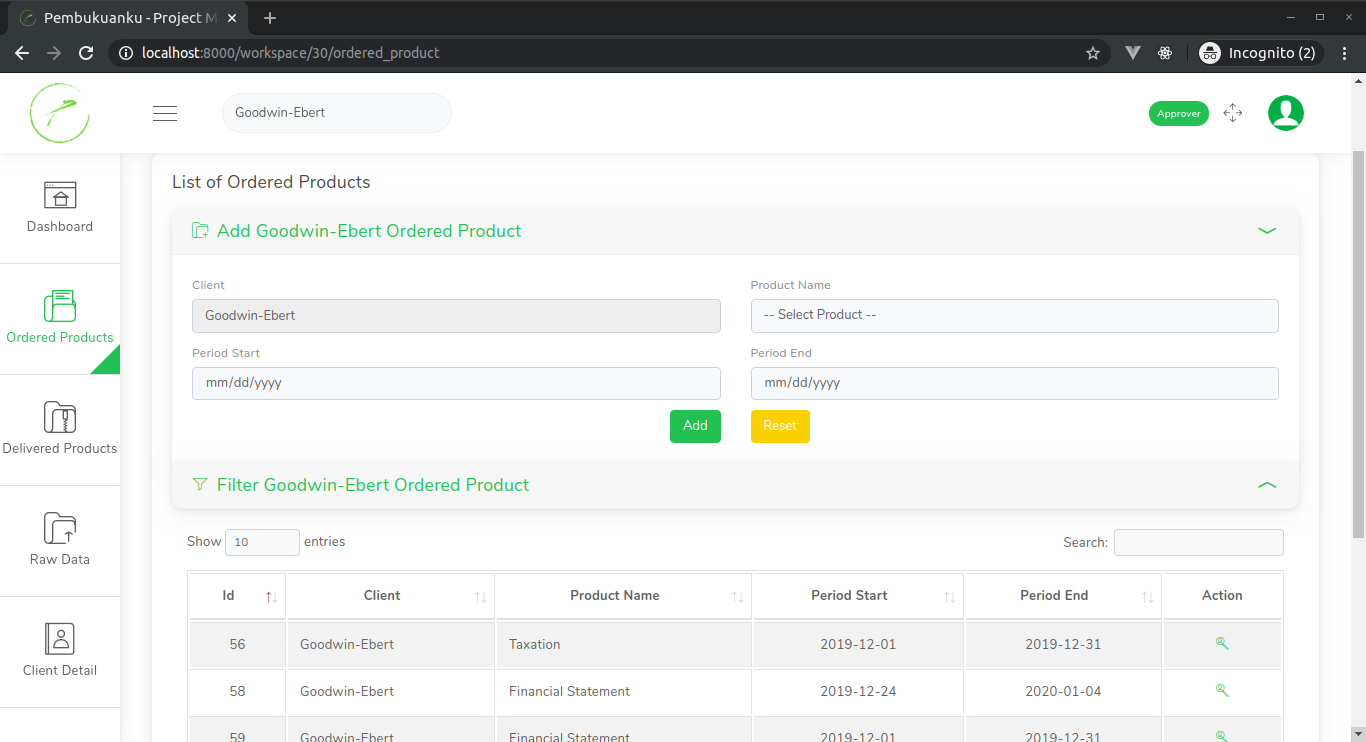 Pembukuanku - Project M
localhost:8000/workspace/30/ordered_product
Incognito (2)
Goodwin-Ebert
Approver
Dashboard
Ordered Products
Delivered Products
Raw Data
Client Detail
List of Ordered Products
Add Goodwin-Ebert Ordered Product
Client
Product Name
Goodwin-Ebert
-- Select Product --
Period Start
Period End
mm/dd/yyyy
mm/dd/yyyy
Add
Reset
Filter Goodwin-Ebert Ordered Product
Show 10 entries
Search:
Id Client Product Name Period Start Period End Action
56 Goodwin-Ebert Taxation 2019-12-01 2019-12-31
58 Goodwin-Ebert Financial Statement 2019-12-24 2020-01-04
59 Goodwin-Ebert Financial Statement 2019-12-01 2019-12-31